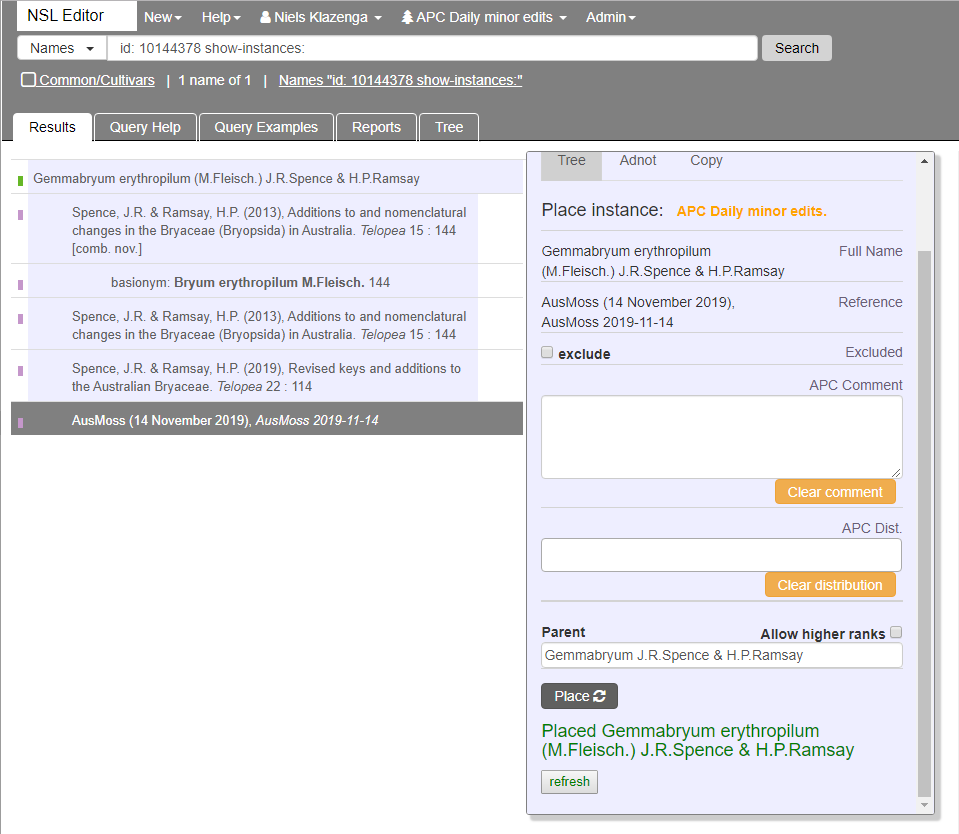 NSL Editor New Help Niels Klazenga APC Daily minor edits Admin
Names id: 10144378 show-instances: Search
Common/Cultivars | 1 name of 1 | Names "id: 10144378 show-instances:"
Results Query Help Query Examples Reports Tree
Gemmabryum erythropilum (M.Fleisch.) J.R.Spence & H.P.Ramsay
Spence, J.R. & Ramsay, H.P. (2013), Additions to and nomenclatural
changes in the Bryaceae (Bryopsida) in Australia. Telopea 15 : 144
[comb. nov.]
basionym: Bryum erythropilum M.Fleisch. 144
Spence, J.R. & Ramsay, H.P. (2013), Additions to and nomenclatural
changes in the Bryaceae (Bryopsida) in Australia. Telopea 15 : 144
Spence, J.R. & Ramsay, H.P. (2019), Revised keys and additions to
the Australian Bryaceae. Telopea 22 : 114
AusMoss (14 November 2019), AusMoss 2019-11-14
Tree Adnot Copy
Place instance: APC Daily minor edits.
Gemmabryum erythropilum Full Name
(M.Fleisch.) J.R.Spence & H.P.Ramsay
AusMoss (14 November 2019), Reference
AusMoss 2019-11-14
exclude Excluded
APC Comment
Clear comment
APC Dist.
Clear distribution
Parent Allow higher ranks
Gemmabryum J.R.Spence & H.P.Ramsay
Place
Placed Gemmabryum erythropilum
(M.Fleisch.) J.R.Spence & H.P.Ramsay
refresh